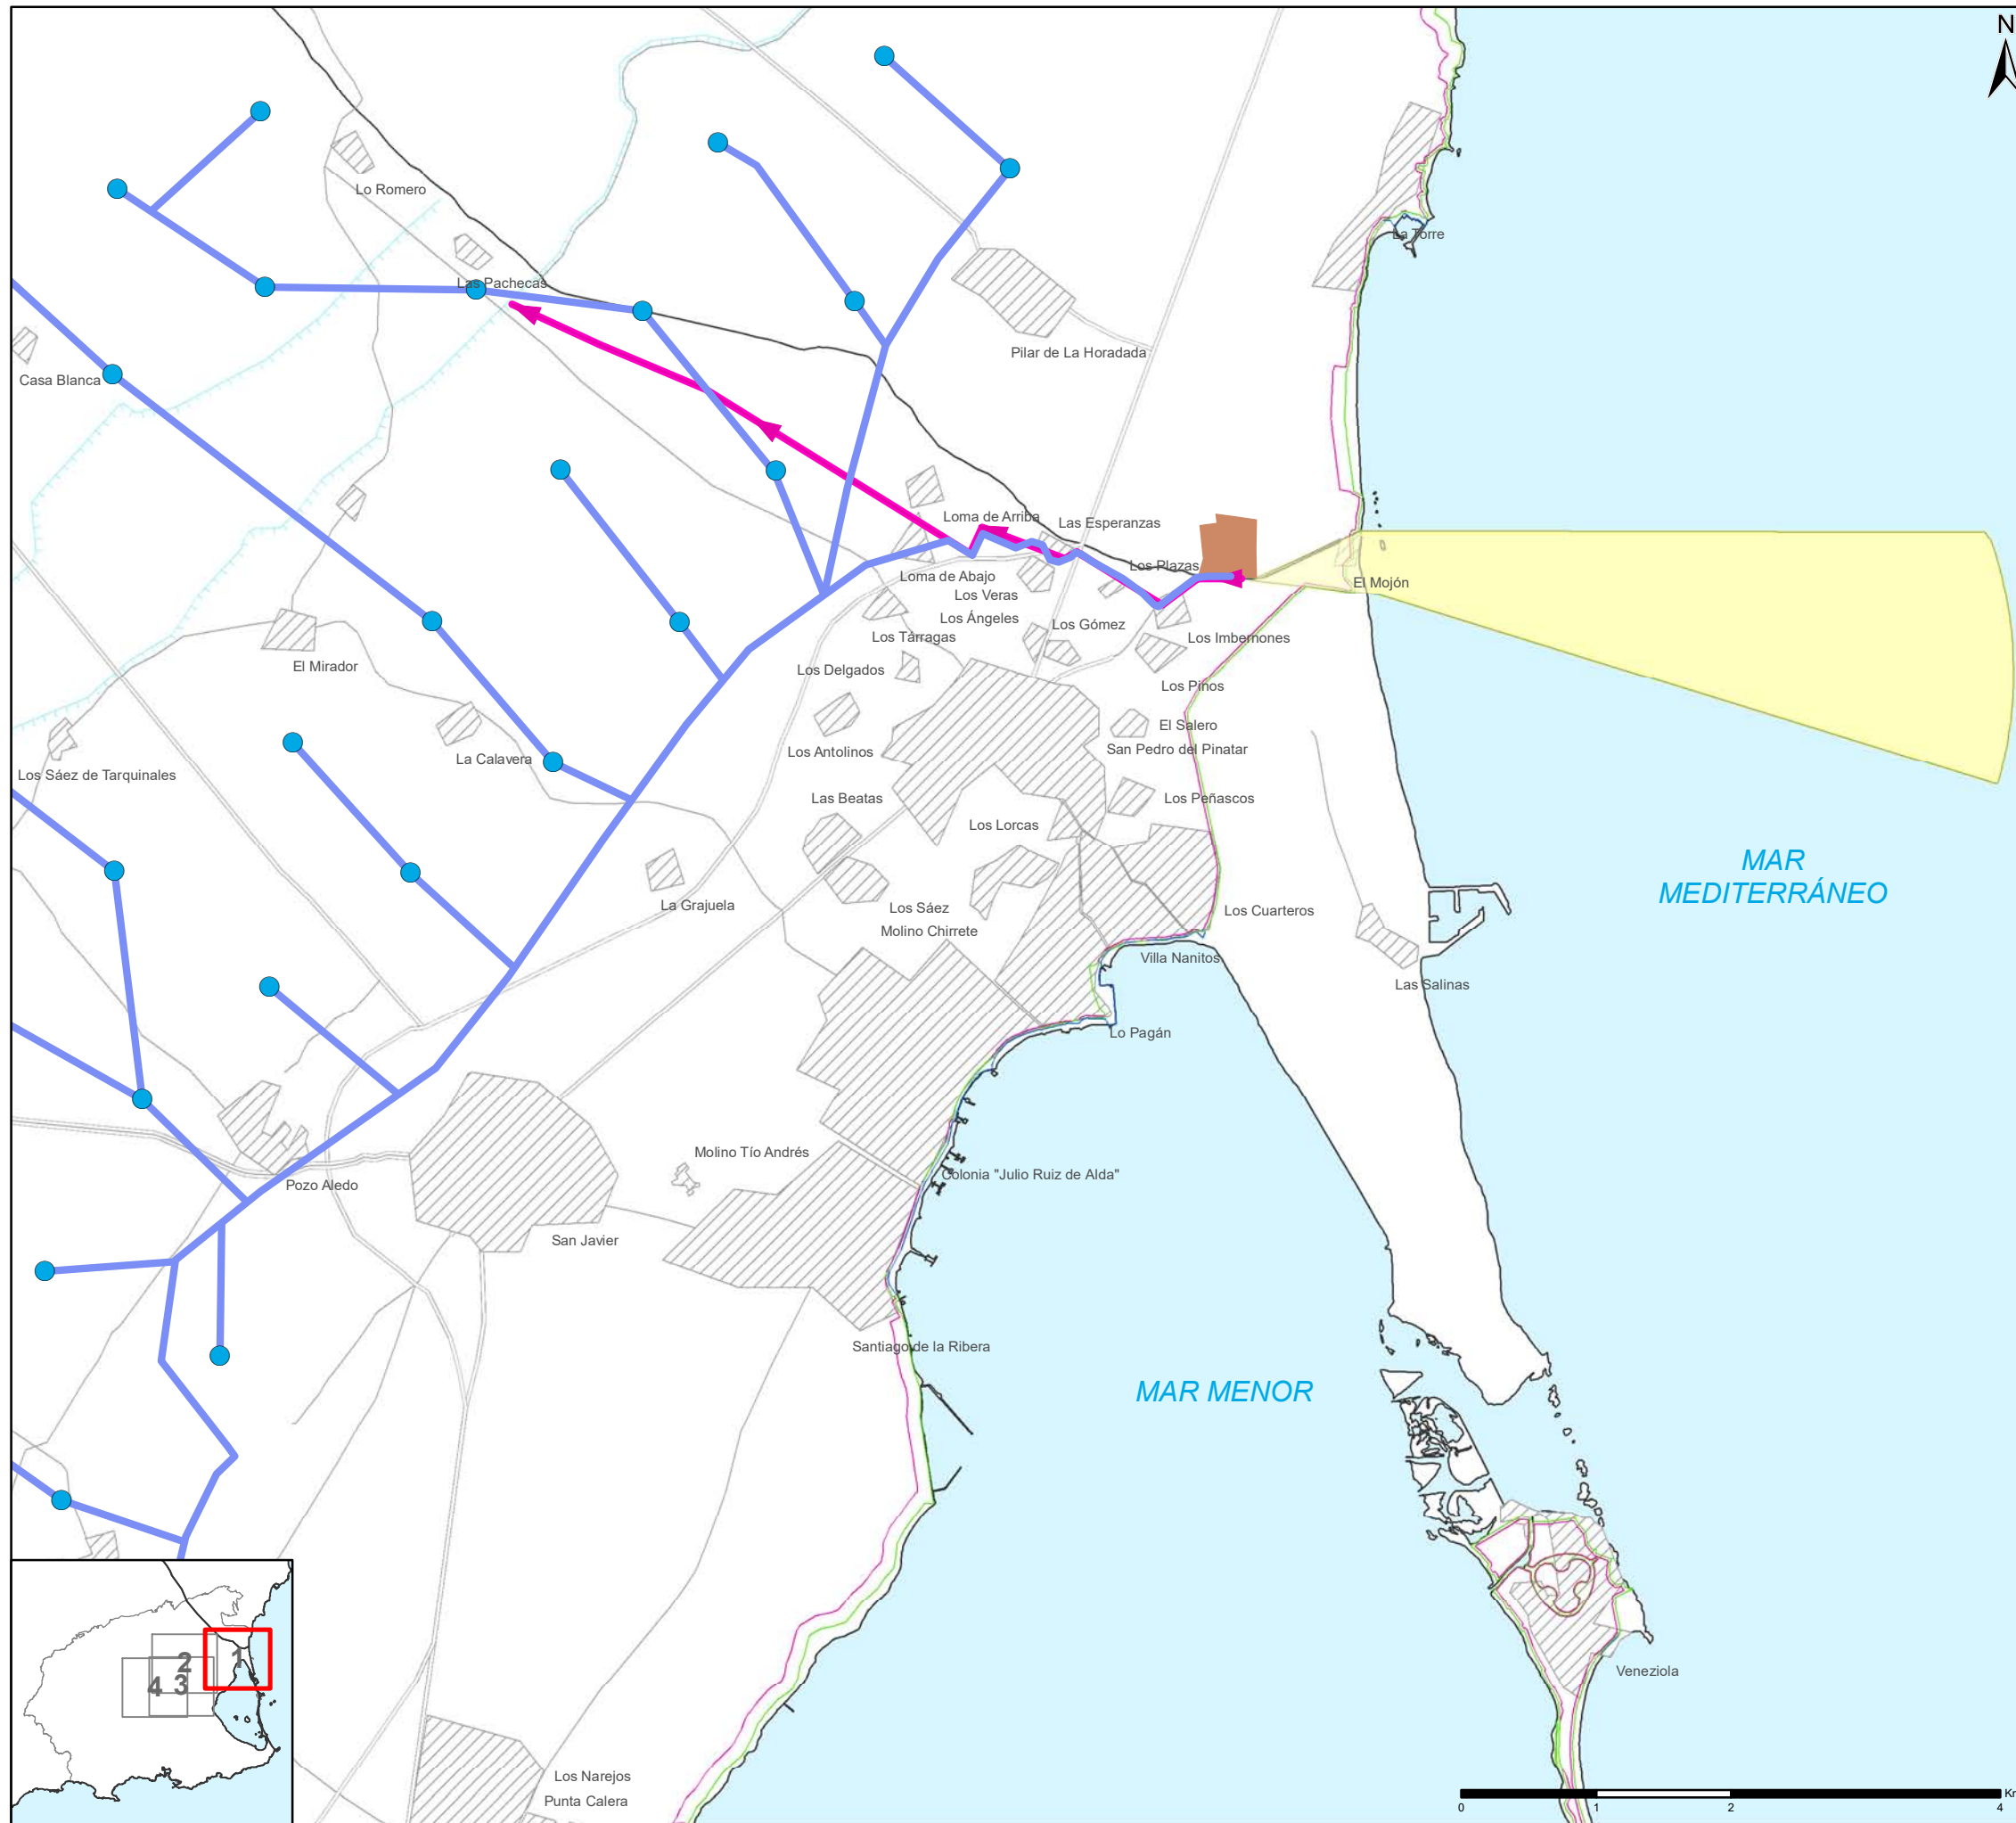 N
Lo Romero
La Torre
Las Pachecas
Pilar de La Horadada
Casa Blanca
Loma de Arriba
Las Esperanzas
Los Plazas
Loma de Abajo
El Mojón
Los Veras
Los Ángeles
Los Gómez
Los Tárragas
Los Imbernones
El Mirador
Los Delgados
Los Pinos
El Salero
Los Antolinos
San Pedro del Pinatar
La Calavera
Los Sáez de Tarquinales
Las Beatas
Los Peñascos
Los Lorcas
MAR
MEDITERRÁNEO
La Grajuela
Los Sáez
Los Cuarteros
Molino Chirrete
Villa Nanitos
Las Salinas
Lo Pagán
Molino Tío Andrés
Colonia "Julio Ruiz de Alda"
Pozo Aledo
San Javier
Santiago de la Ribera
MAR MENOR
2
1
4
3
Veneziola
Los Narejos
Punta Calera
Km
0
1
2
4